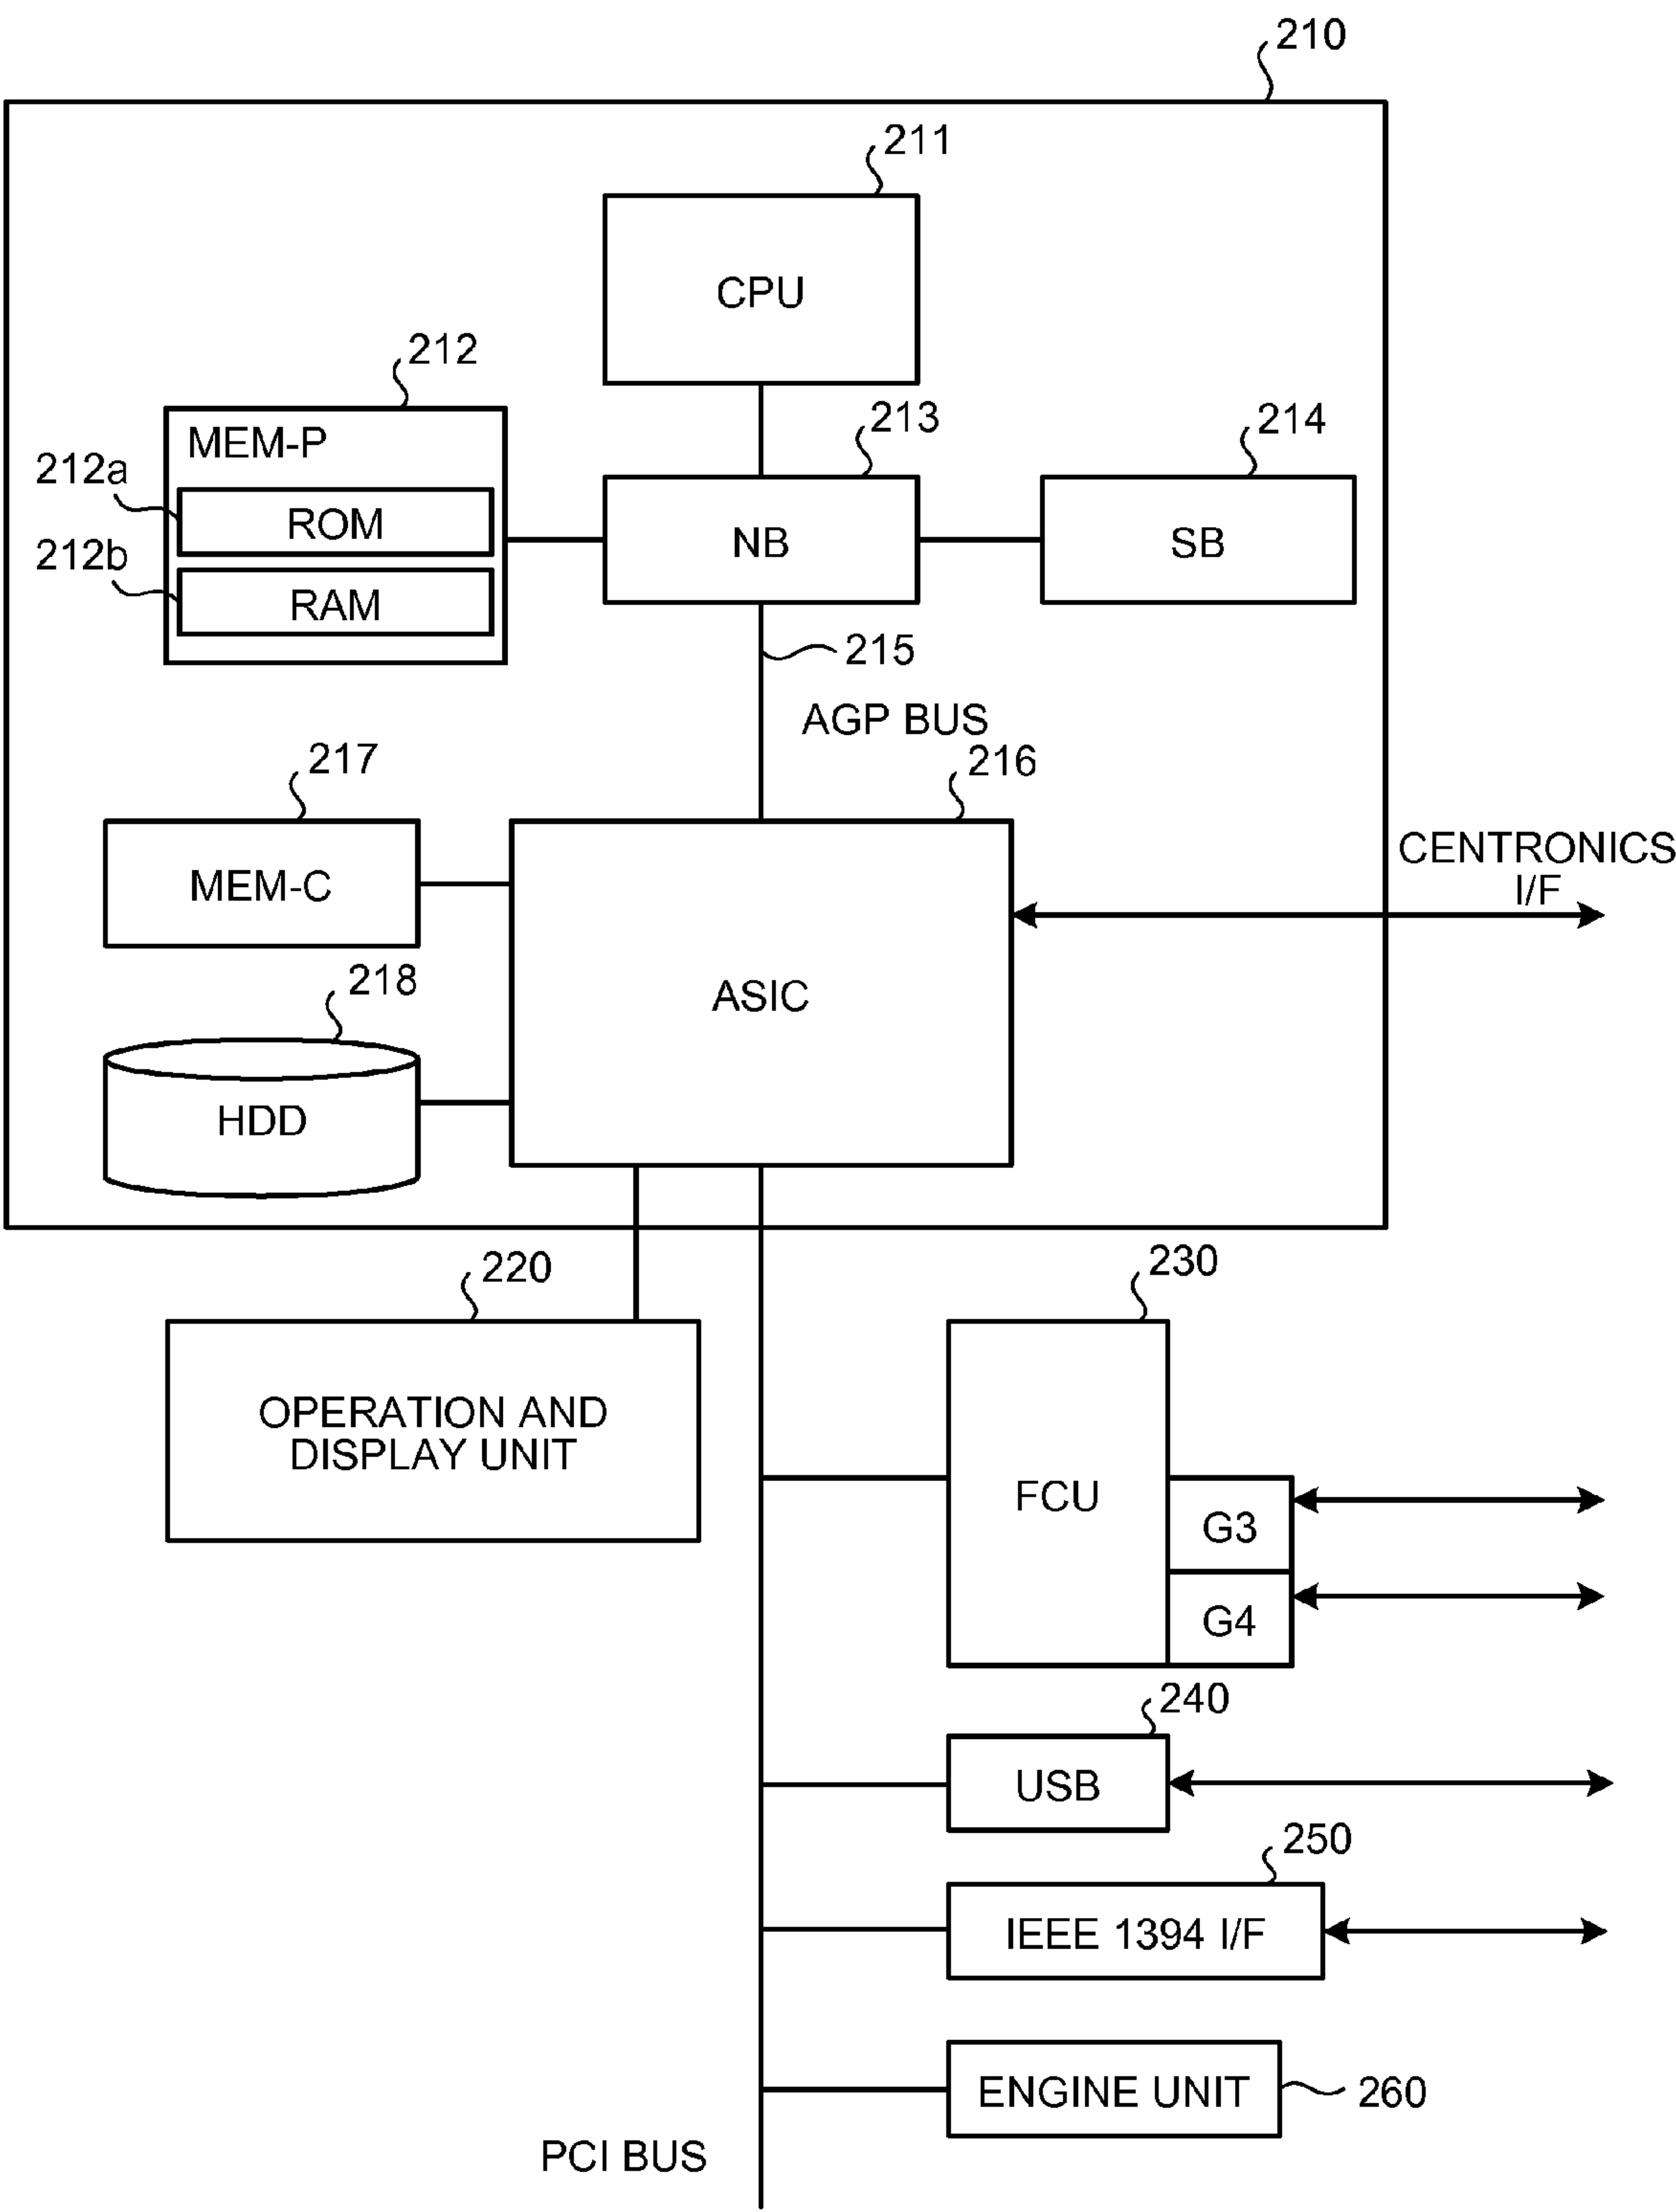 210
211
CPU
212
213
214
MEM-P
212a
ROM
NB
SB
212b
RAM
215
AGP BUS
217
216
CENTRONICS
I/F
MEM-C
218
ASIC
HDD
220
230
OPERATION AND
DISPLAY UNIT
FCU
G3
G4
240
USB
250
IEEE 1394 I/F
ENGINE UNIT
260
PCI BUS